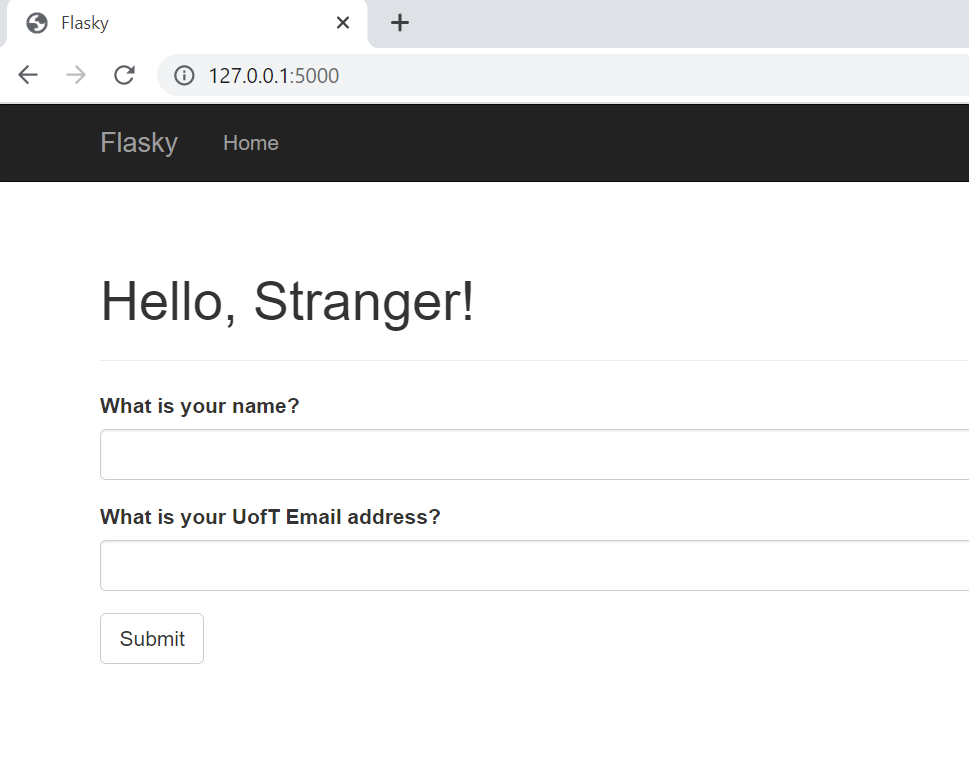 Flasky
127.0.0.1:5000
Flasky Home
Hello, Stranger!
What is your name?
What is your UofT Email address?
Submit